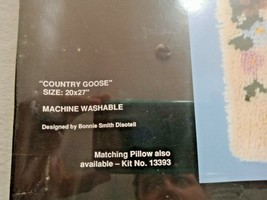 "COUNTRY GOOSE"
SIZE: 20x27"
MACHINE WASHABLE
Designed by Bonnie Smith Disotell
Matching Pillow also
available – Kit No. 13393